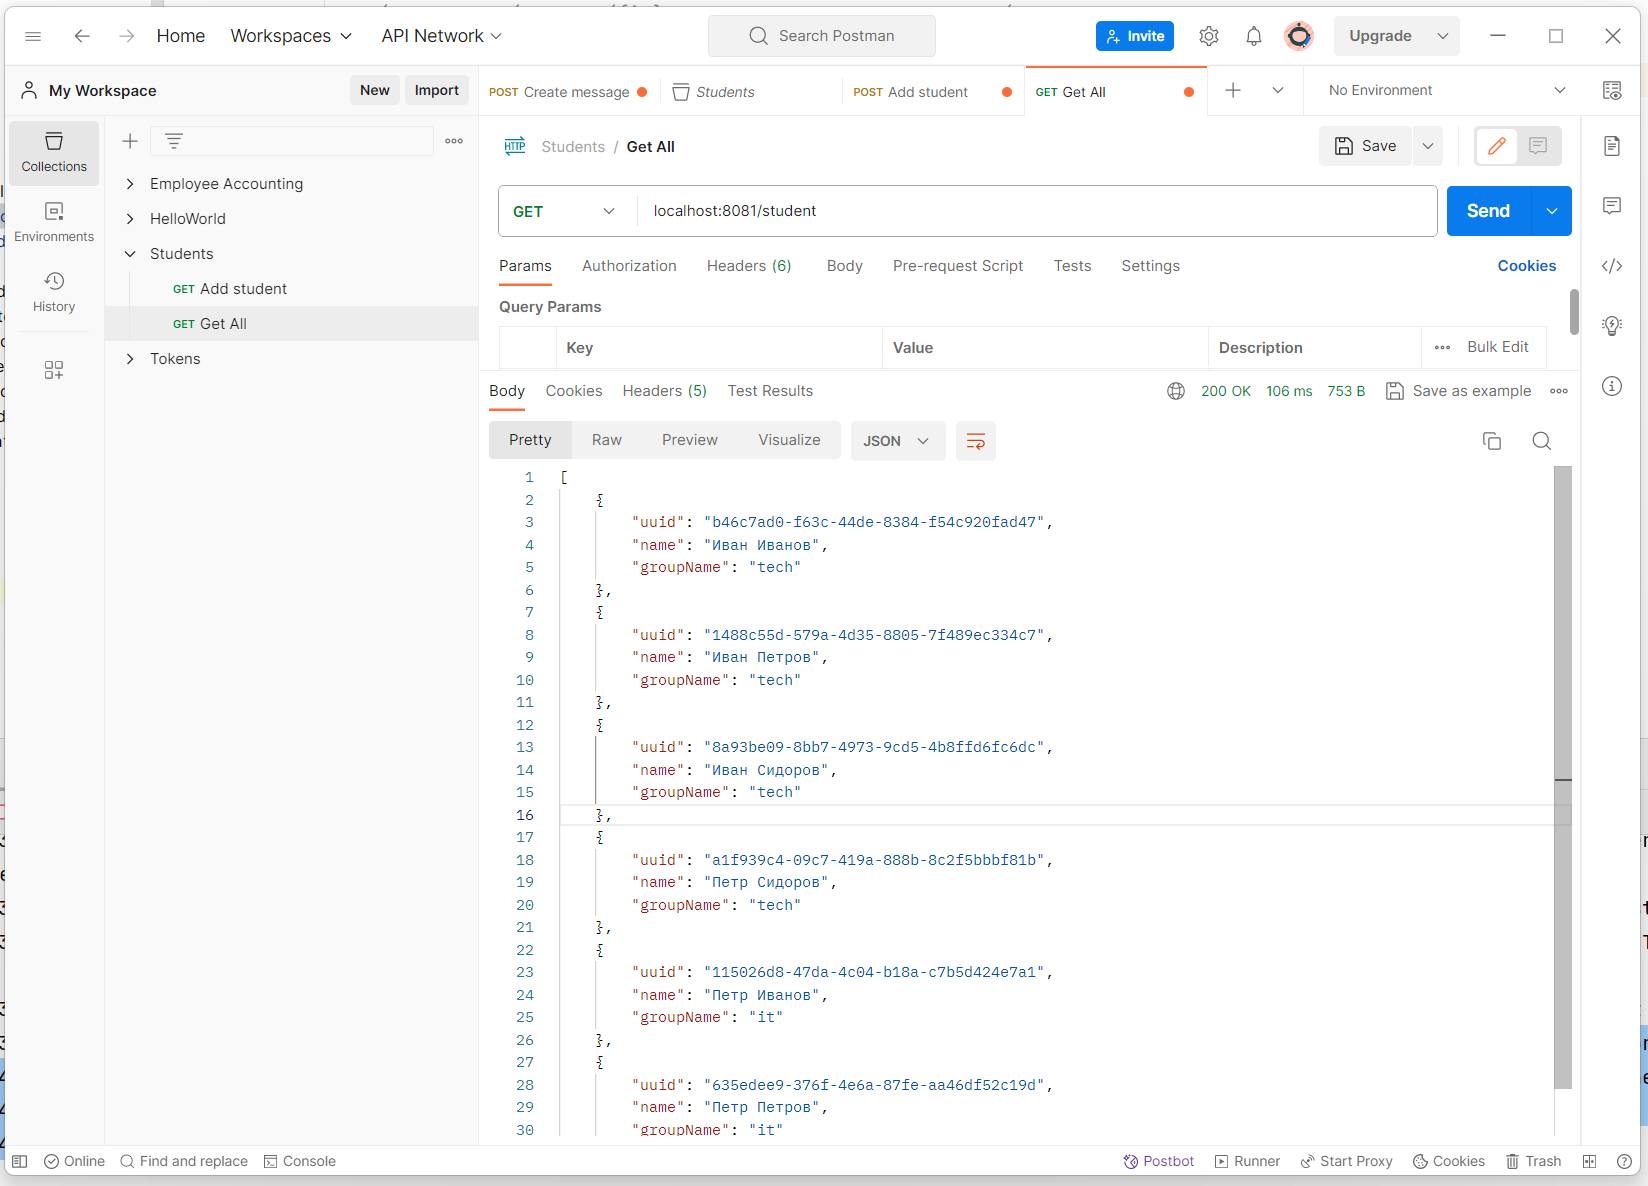 Home Workspaces API Network Search Postman Invite Upgrade
My Workspace New Import
POST Create message Students POST Add student GET Get All No Environment
Collections
Environments
History
Employee Accounting
HelloWorld
Students
GET Add student
GET Get All
Tokens
HTTP Students / Get All Save
GET localhost:8081/student Send
Params Authorization Headers (6) Body Pre-request Script Tests Settings Cookies
Query Params
Key Value Description Bulk Edit
Body Cookies Headers (5) Test Results 200 OK 106 ms 753 B Save as example
Pretty Raw Preview Visualize JSON
1 [
2 {
3 "uuid": "b46c7ad0-f63c-44de-8384-f54c920fad47",
4 "name": "Иван Иванов",
5 "groupName": "tech"
6 },
7 {
8 "uuid": "1488c55d-579a-4d35-8805-7f489ec334c7",
9 "name": "Иван Петров",
10 "groupName": "tech"
11 },
12 {
13 "uuid": "8a93be09-8bb7-4973-9cd5-4b8ffd6fc6dc",
14 "name": "Иван Сидоров",
15 "groupName": "tech"
16 },
17 {
18 "uuid": "a1f939c4-09c7-419a-888b-8c2f5bbbf81b",
19 "name": "Петр Сидоров",
20 "groupName": "tech"
21 },
22 {
23 "uuid": "115026d8-47da-4c04-b18a-c7b5d424e7a1",
24 "name": "Петр Иванов",
25 "groupName": "it"
26 },
27 {
28 "uuid": "635edee9-376f-4e6a-87fe-aa46df52c19d",
29 "name": "Петр Петров",
30 "groupName": "it"
Online Find and replace Console Postbot Runner Start Proxy Cookies Trash